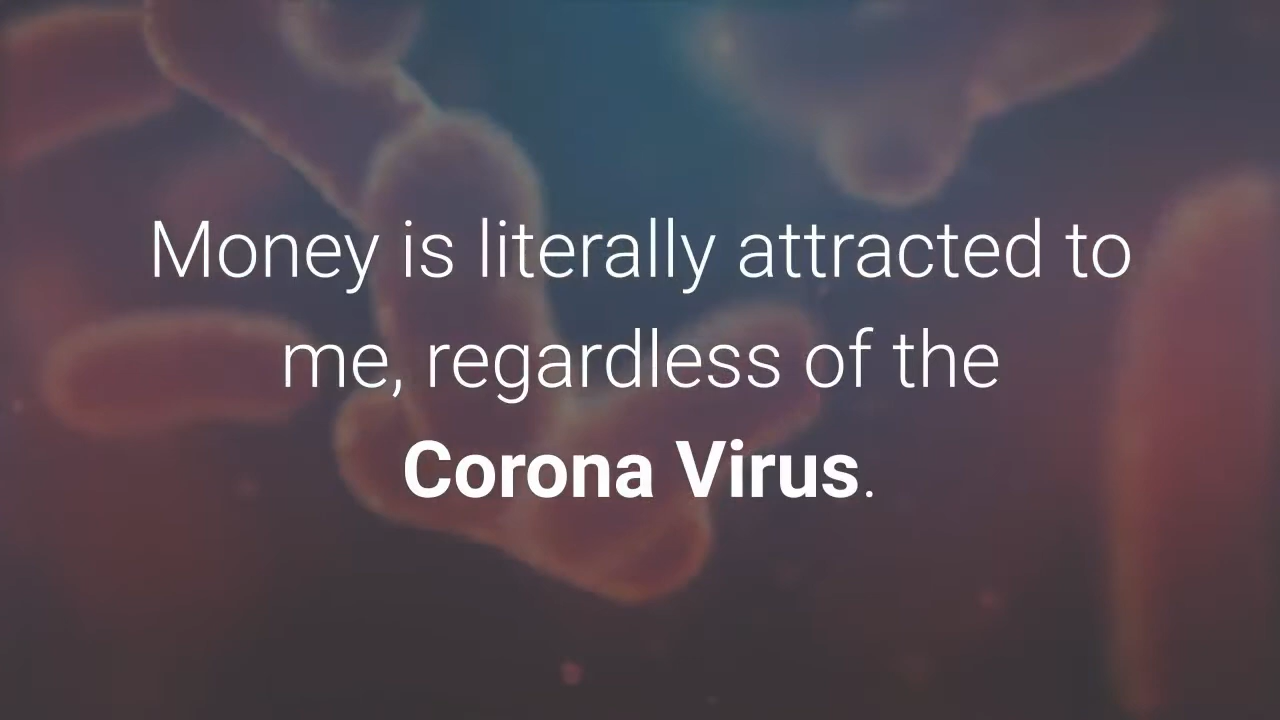 Money is literally attracted to
me, regardless of the
Corona Virus.